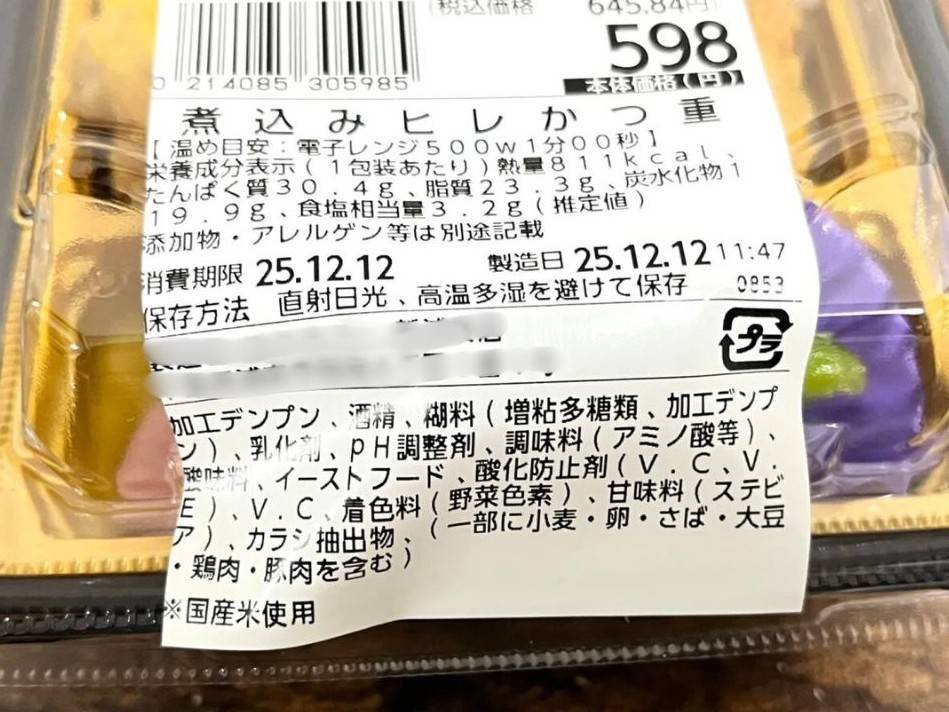 (税込価格 645.84円)
0 214085 305985
598
本体価格(円)
煮込みヒレかつ重
【温め目安：電子レンジ500w1分00秒】
栄養成分表示(1包装あたり)熱量811kcal、
たんぱく質30.4g、脂質23.3g、炭水化物1
19.9g、食塩相当量3.2g(推定値)
添加物・アレルゲン等は別途記載
消費期限 25.12.12 製造日 25.12.12 11:47
保存方法 直射日光、高温多湿を避けて保存 0853
プラ
加工デンプン、酒精、糊料(増粘多糖類、加工デンプ
ン)、乳化剤、pH調整剤、調味料(アミノ酸等)、
酸味料、イーストフード、酸化防止剤(V.C、V.
E)、V.C、着色料(野菜色素)、甘味料(ステビ
ア)、カラシ抽出物、(一部に小麦・卵・さば・大豆
・鶏肉・豚肉を含む)
※国産米使用